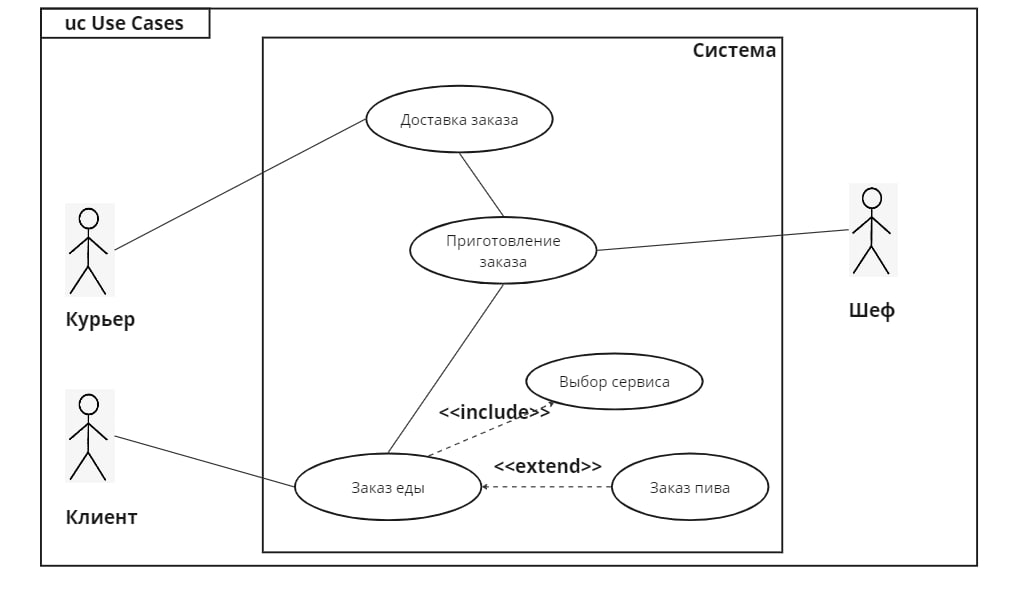 uc Use Cases
Система
Доставка заказа
Приготовление
заказа
Курьер
Шеф
Выбор сервиса
<<include>>
<<extend>>
Заказ еды
Заказ пива
Клиент